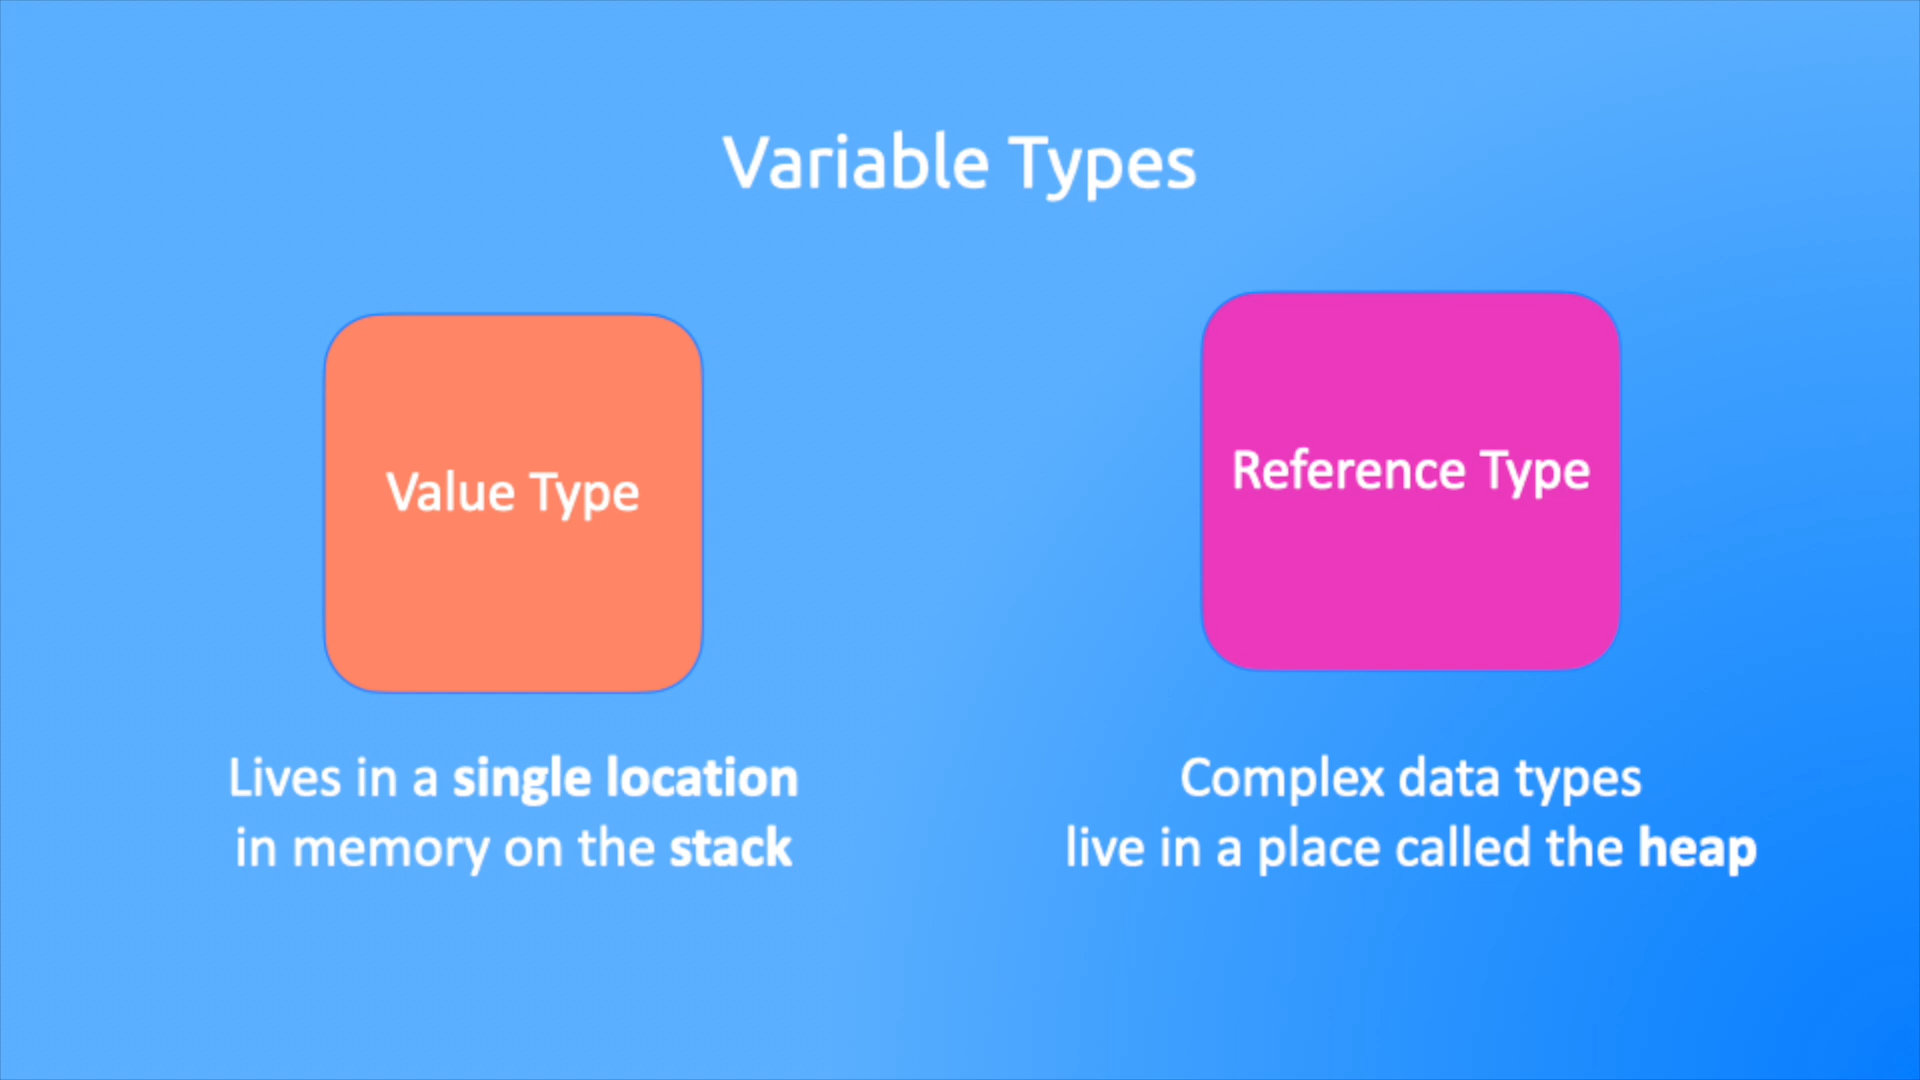 Variable Types
Value Type
Reference Type
Lives in a single location
in memory on the stack
Complex data types
live in a place called the heap